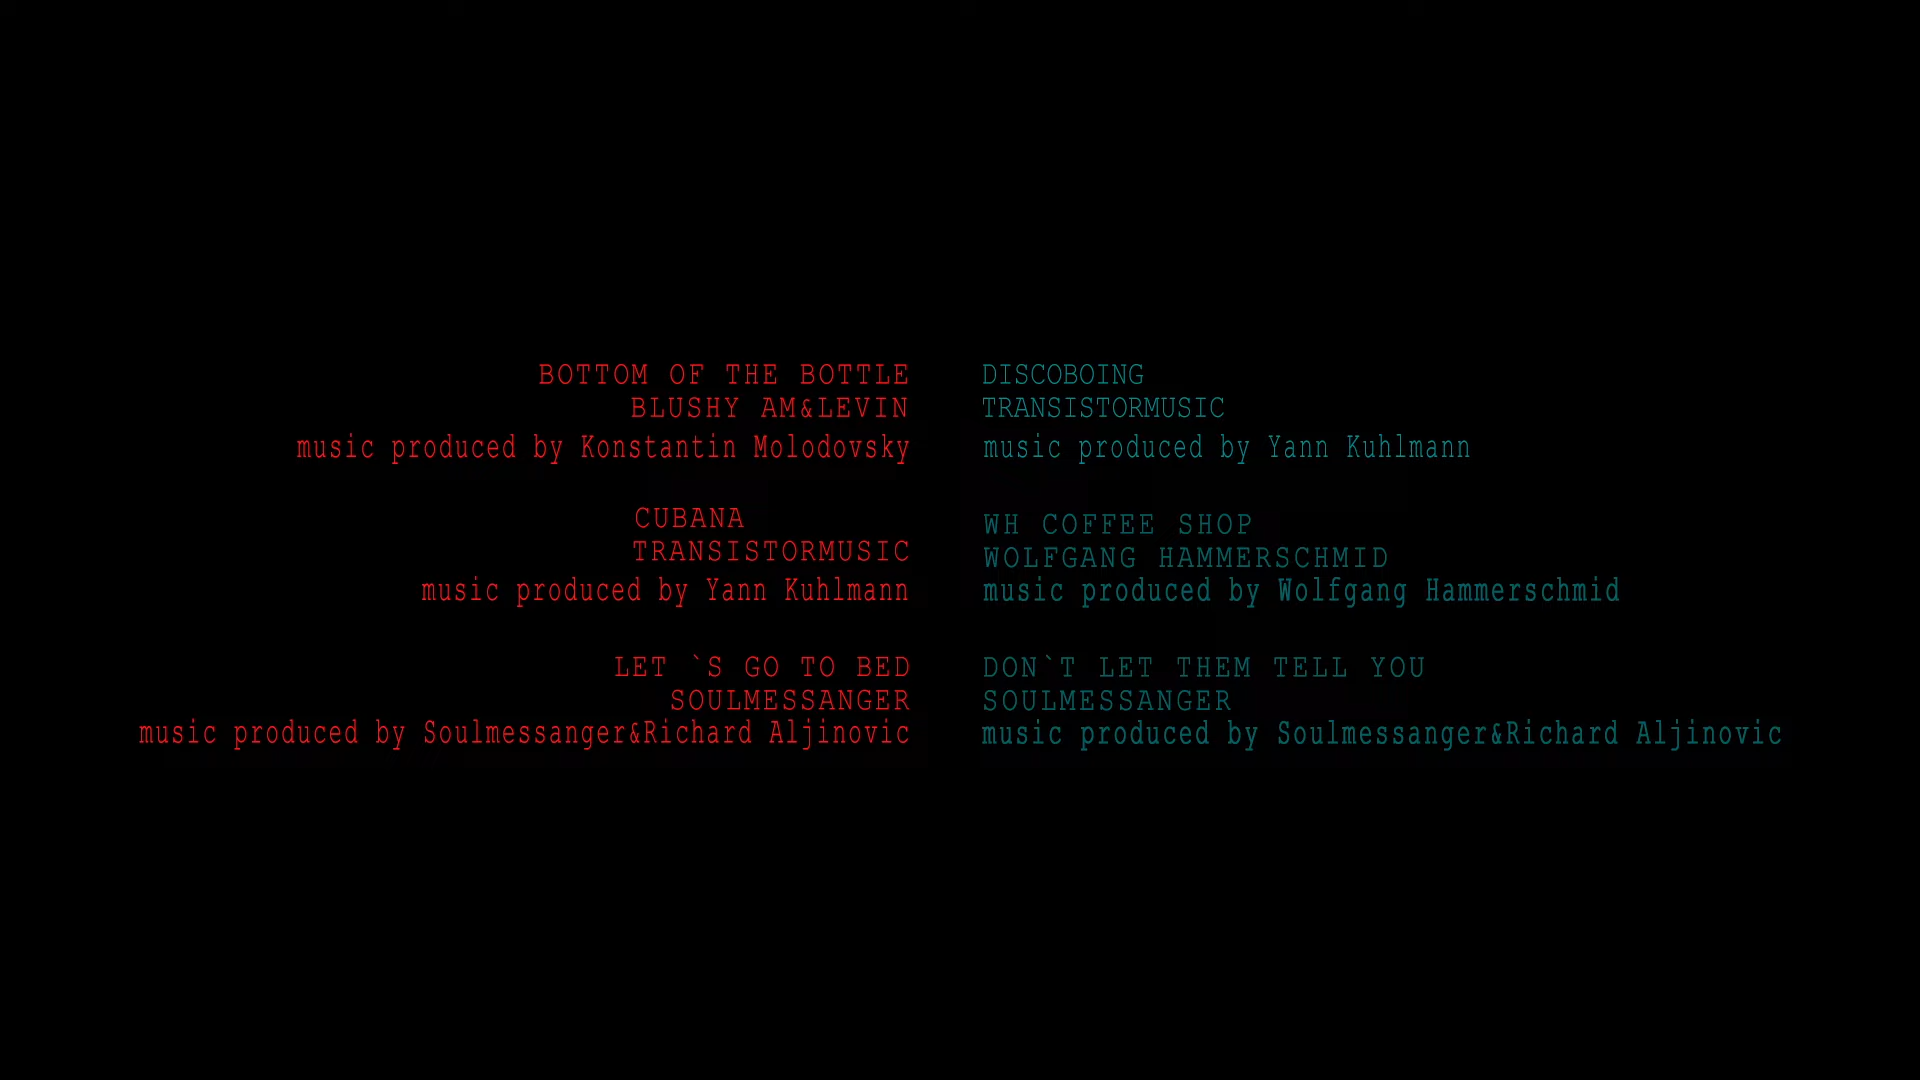 BOTTOM OF THE BOTTLE
BLUSHY AM&LEVIN
music produced by Konstantin Molodovsky
CUBANA
TRANSISTORMUSIC
music produced by Yann Kuhlmann
LET `S GO TO BED
SOULMESSANGER
music produced by Soulmessanger&Richard Aljinovic
DISCOBOING
TRANSISTORMUSIC
music produced by Yann Kuhlmann
WH COFFEE SHOP
WOLFGANG HAMMERSCHMID
music produced by Wolfgang Hammerschmid
DON`T LET THEM TELL YOU
SOULMESSANGER
music produced by Soulmessanger&Richard Aljinovic